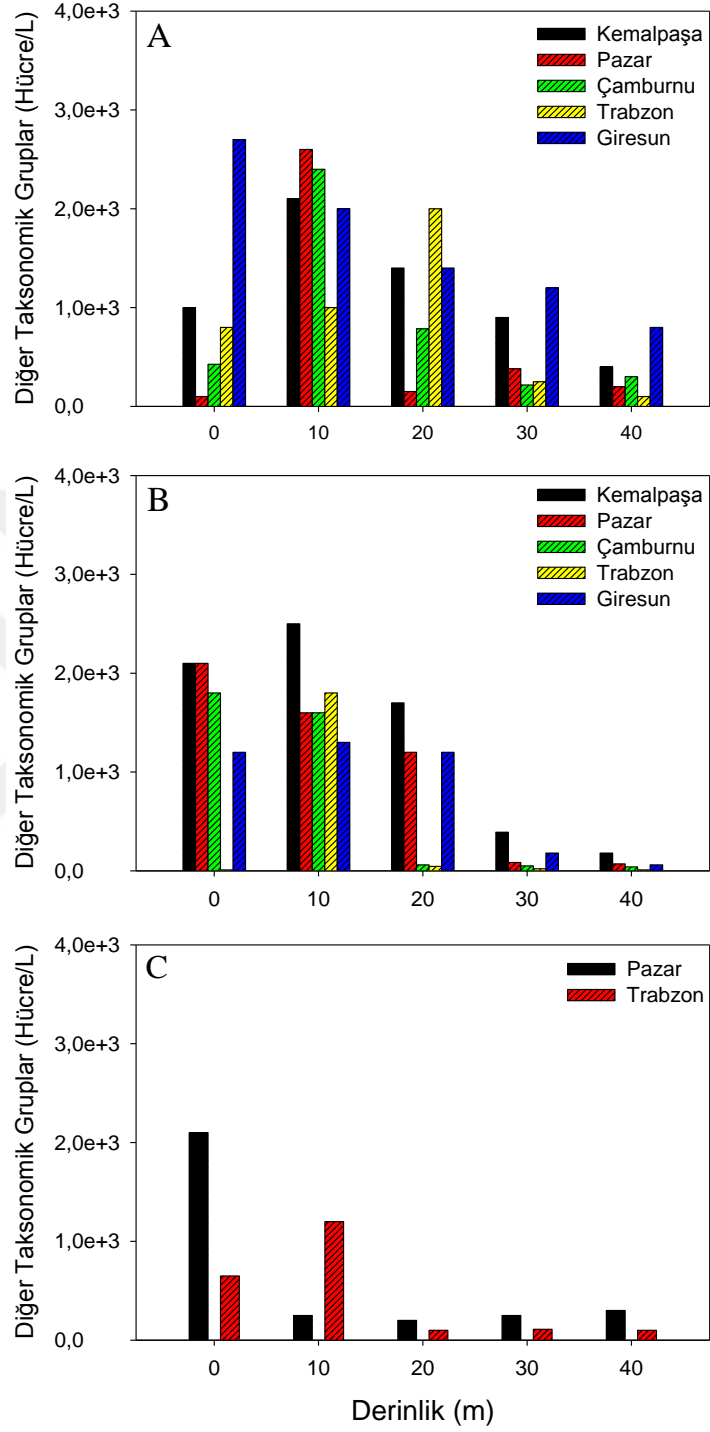 A
Diğer Taksonomik Gruplar (Hücre/L)
4,0e+3
3,0e+3
2,0e+3
1,0e+3
0,0
Kemalpaşa
Pazar
Çamburnu
Trabzon
Giresun
0 10 20 30 40
B
Diğer Taksonomik Gruplar (Hücre/L)
4,0e+3
3,0e+3
2,0e+3
1,0e+3
0,0
Kemalpaşa
Pazar
Çamburnu
Trabzon
Giresun
0 10 20 30 40
C
Diğer Taksonomik Gruplar (Hücre/L)
4,0e+3
3,0e+3
2,0e+3
1,0e+3
0,0
Pazar
Trabzon
0 10 20 30 40
Derinlik (m)